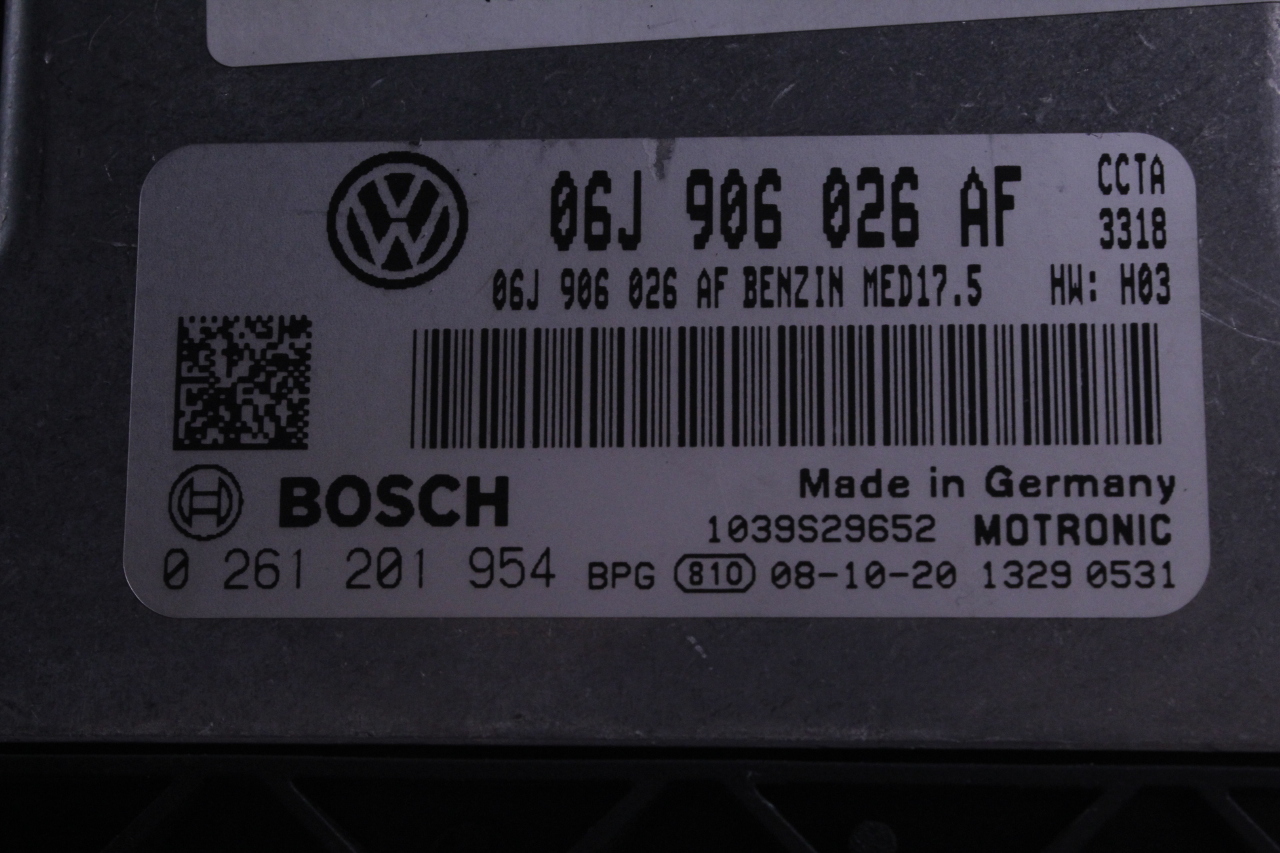 06J 906 026 AF CCTA
3318
06J 906 026 AF BENZIN MED17.5 HW: H03
BOSCH
Made in Germany
1039S29652 MOTRONIC
0 261 201 954 BPG 810 08-10-20 1329 0531